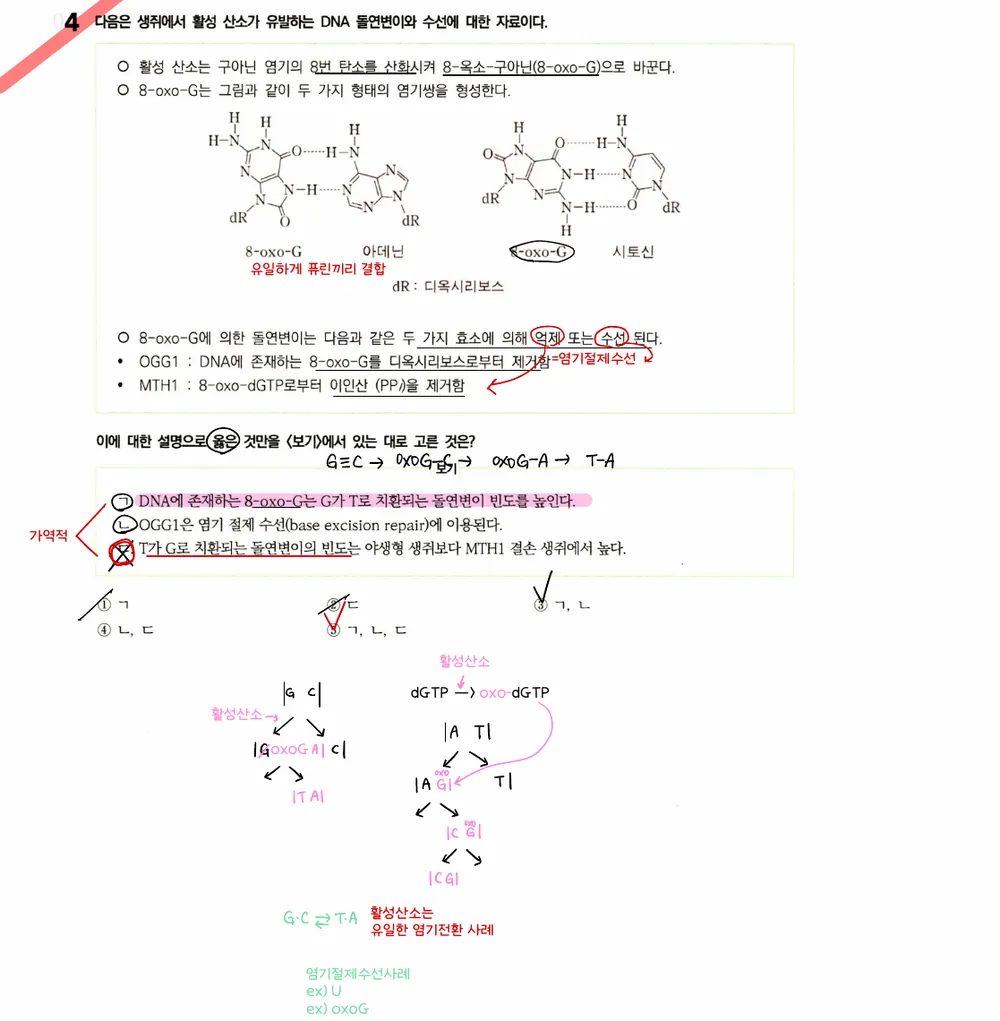 4 다음은 생쥐에서 활성 산소가 유발하는 DNA 돌연변이와 수선에 대한 자료이다.
○ 활성 산소는 구아닌 염기의 8번 탄소를 산화시켜 8-옥소-구아닌(8-oxo-G)으로 바꾼다.
○ 8-oxo-G는 그림과 같이 두 가지 형태의 염기쌍을 형성한다.
8-oxo-G 아데닌 8-oxo-G 시토신
유일하게 퓨린끼리 결합
dR : 디옥시리보스
○ 8-oxo-G에 의한 돌연변이는 다음과 같은 두 가지 효소에 의해 억제 또는 수선 된다.
• OGG1 : DNA에 존재하는 8-oxo-G를 디옥시리보스로부터 제거함 =염기절제수선
• MTH1 : 8-oxo-dGTP로부터 이인산 (PPi)을 제거함
이에 대한 설명으로 옳은 것만을 <보기>에서 있는 대로 고른 것은?
G≡C → oxoG-C → oxoG-A → T-A
보기
ㄱ DNA에 존재하는 8-oxo-G는 G가 T로 치환되는 돌연변이 빈도를 높인다.
ㄴ OGG1은 염기 절제 수선(base excision repair)에 이용된다.
가역적
ㄷ T가 G로 치환되는 돌연변이의 빈도는 야생형 생쥐보다 MTH1 결손 생쥐에서 높다.
① ㄱ ② ㄷ ③ ㄱ, ㄴ
④ ㄴ, ㄷ ⑤ ㄱ, ㄴ, ㄷ
활성산소
|G C| dGTP → oxo-dGTP
활성산소
|A T|
|G oxoG A| C|
|A oxo G| T|
|T A|
|C oxo G|
|C G|
G·C ⇄ T·A 활성산소는
유일한 염기전환 사례
염기절제수선사례
ex) U
ex) oxoG